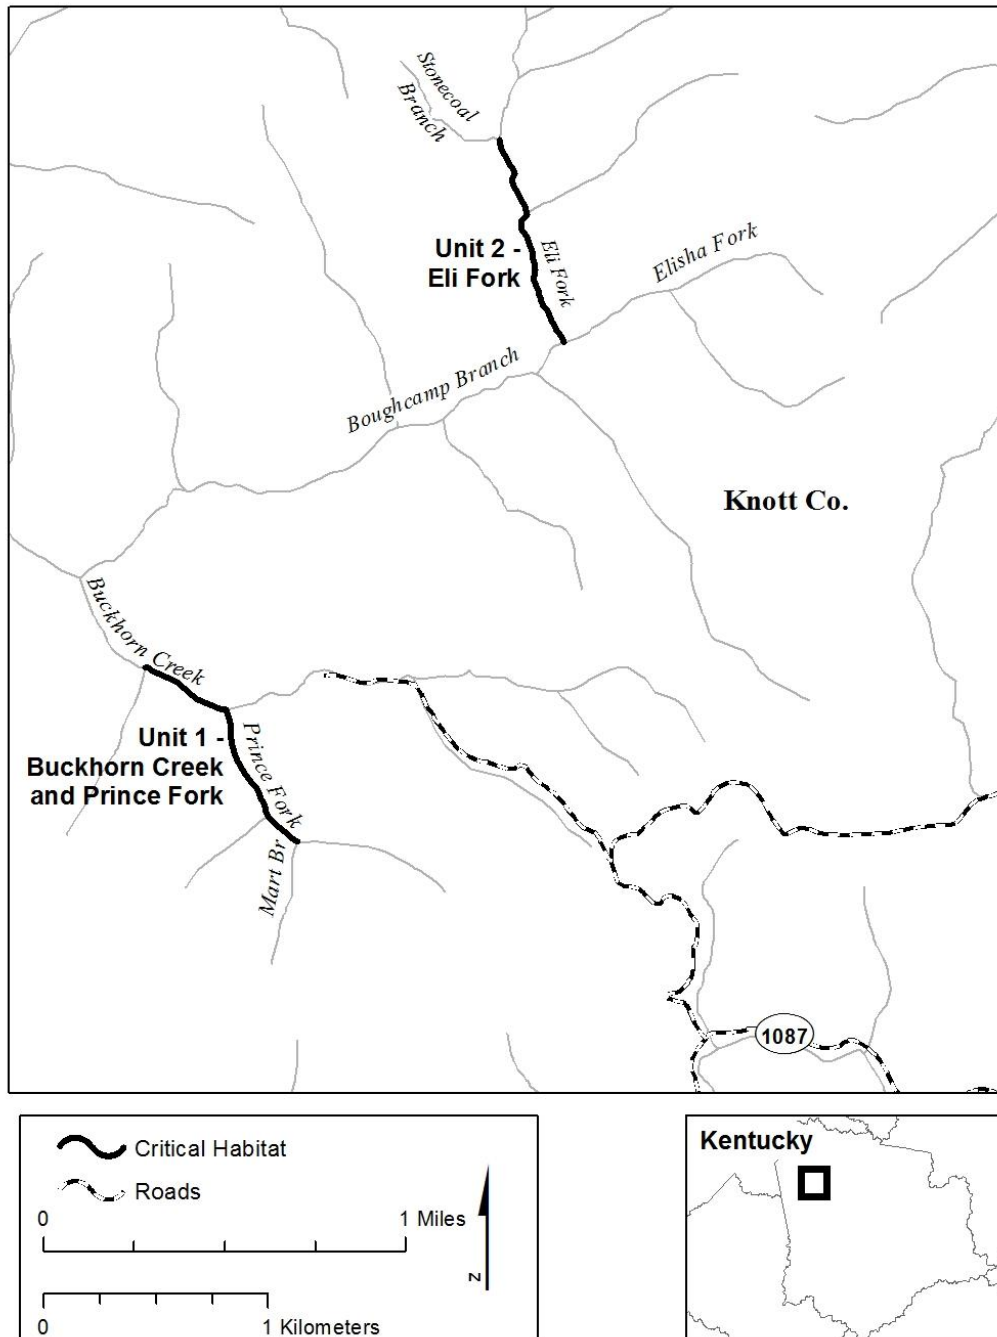 Stonecoal
Branch
Unit 2 -
Eli Fork
Eli Fork
Elisha Fork
Boughcamp Branch
Knott Co.
Buckhorn Creek
Unit 1 -
Buckhorn Creek
and Prince Fork
Prince Fork
Mart Br
1087
Critical Habitat
Roads
0 1 Miles
0 1 Kilometers
N
Kentucky